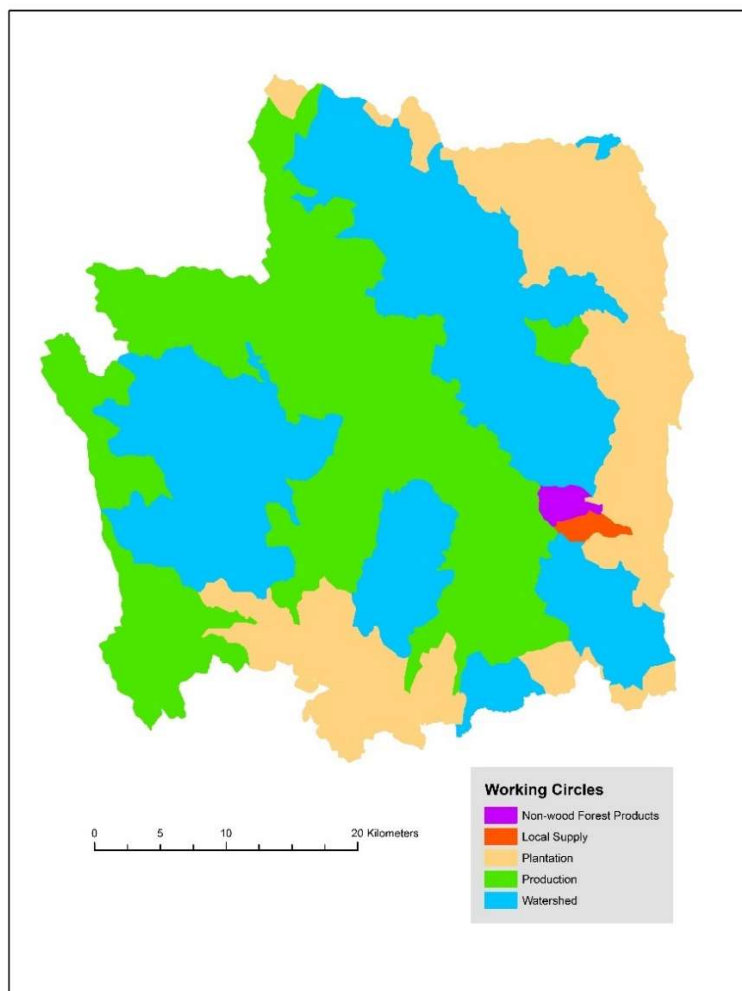 Working Circles
Non-wood Forest Products
Local Supply
Plantation
Production
Watershed
0 5 10 20 Kilometers